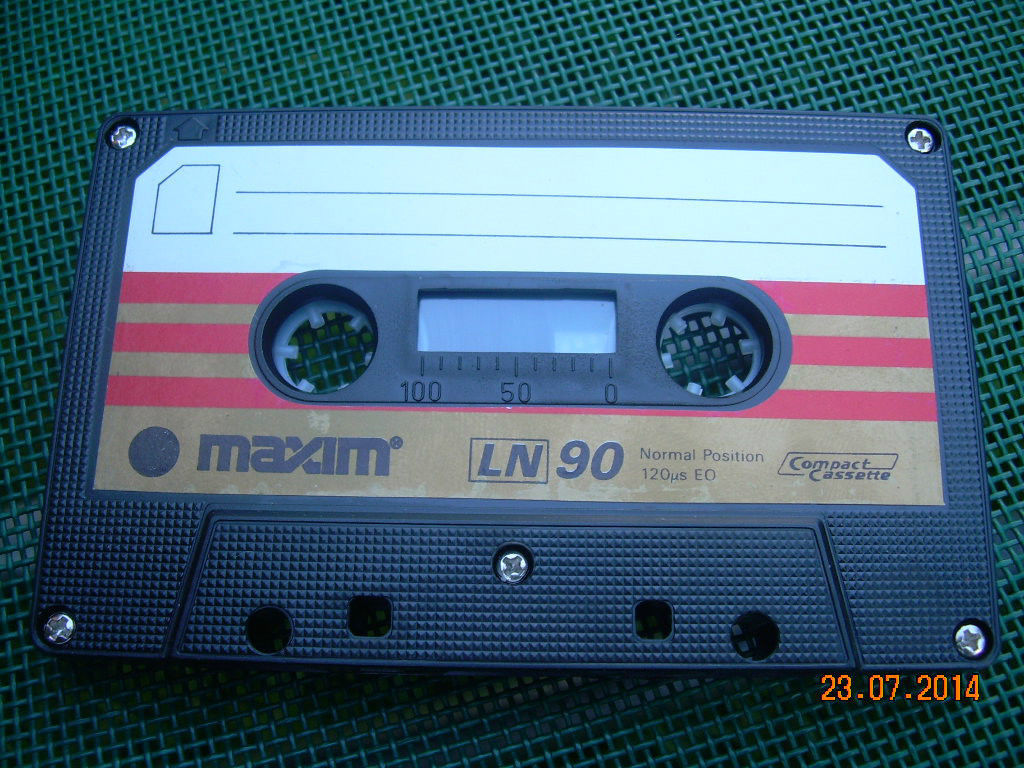 100 50 0
maxim®
LN 90
Normal Position
120µs EQ
Compact
Cassette
23.07.2014